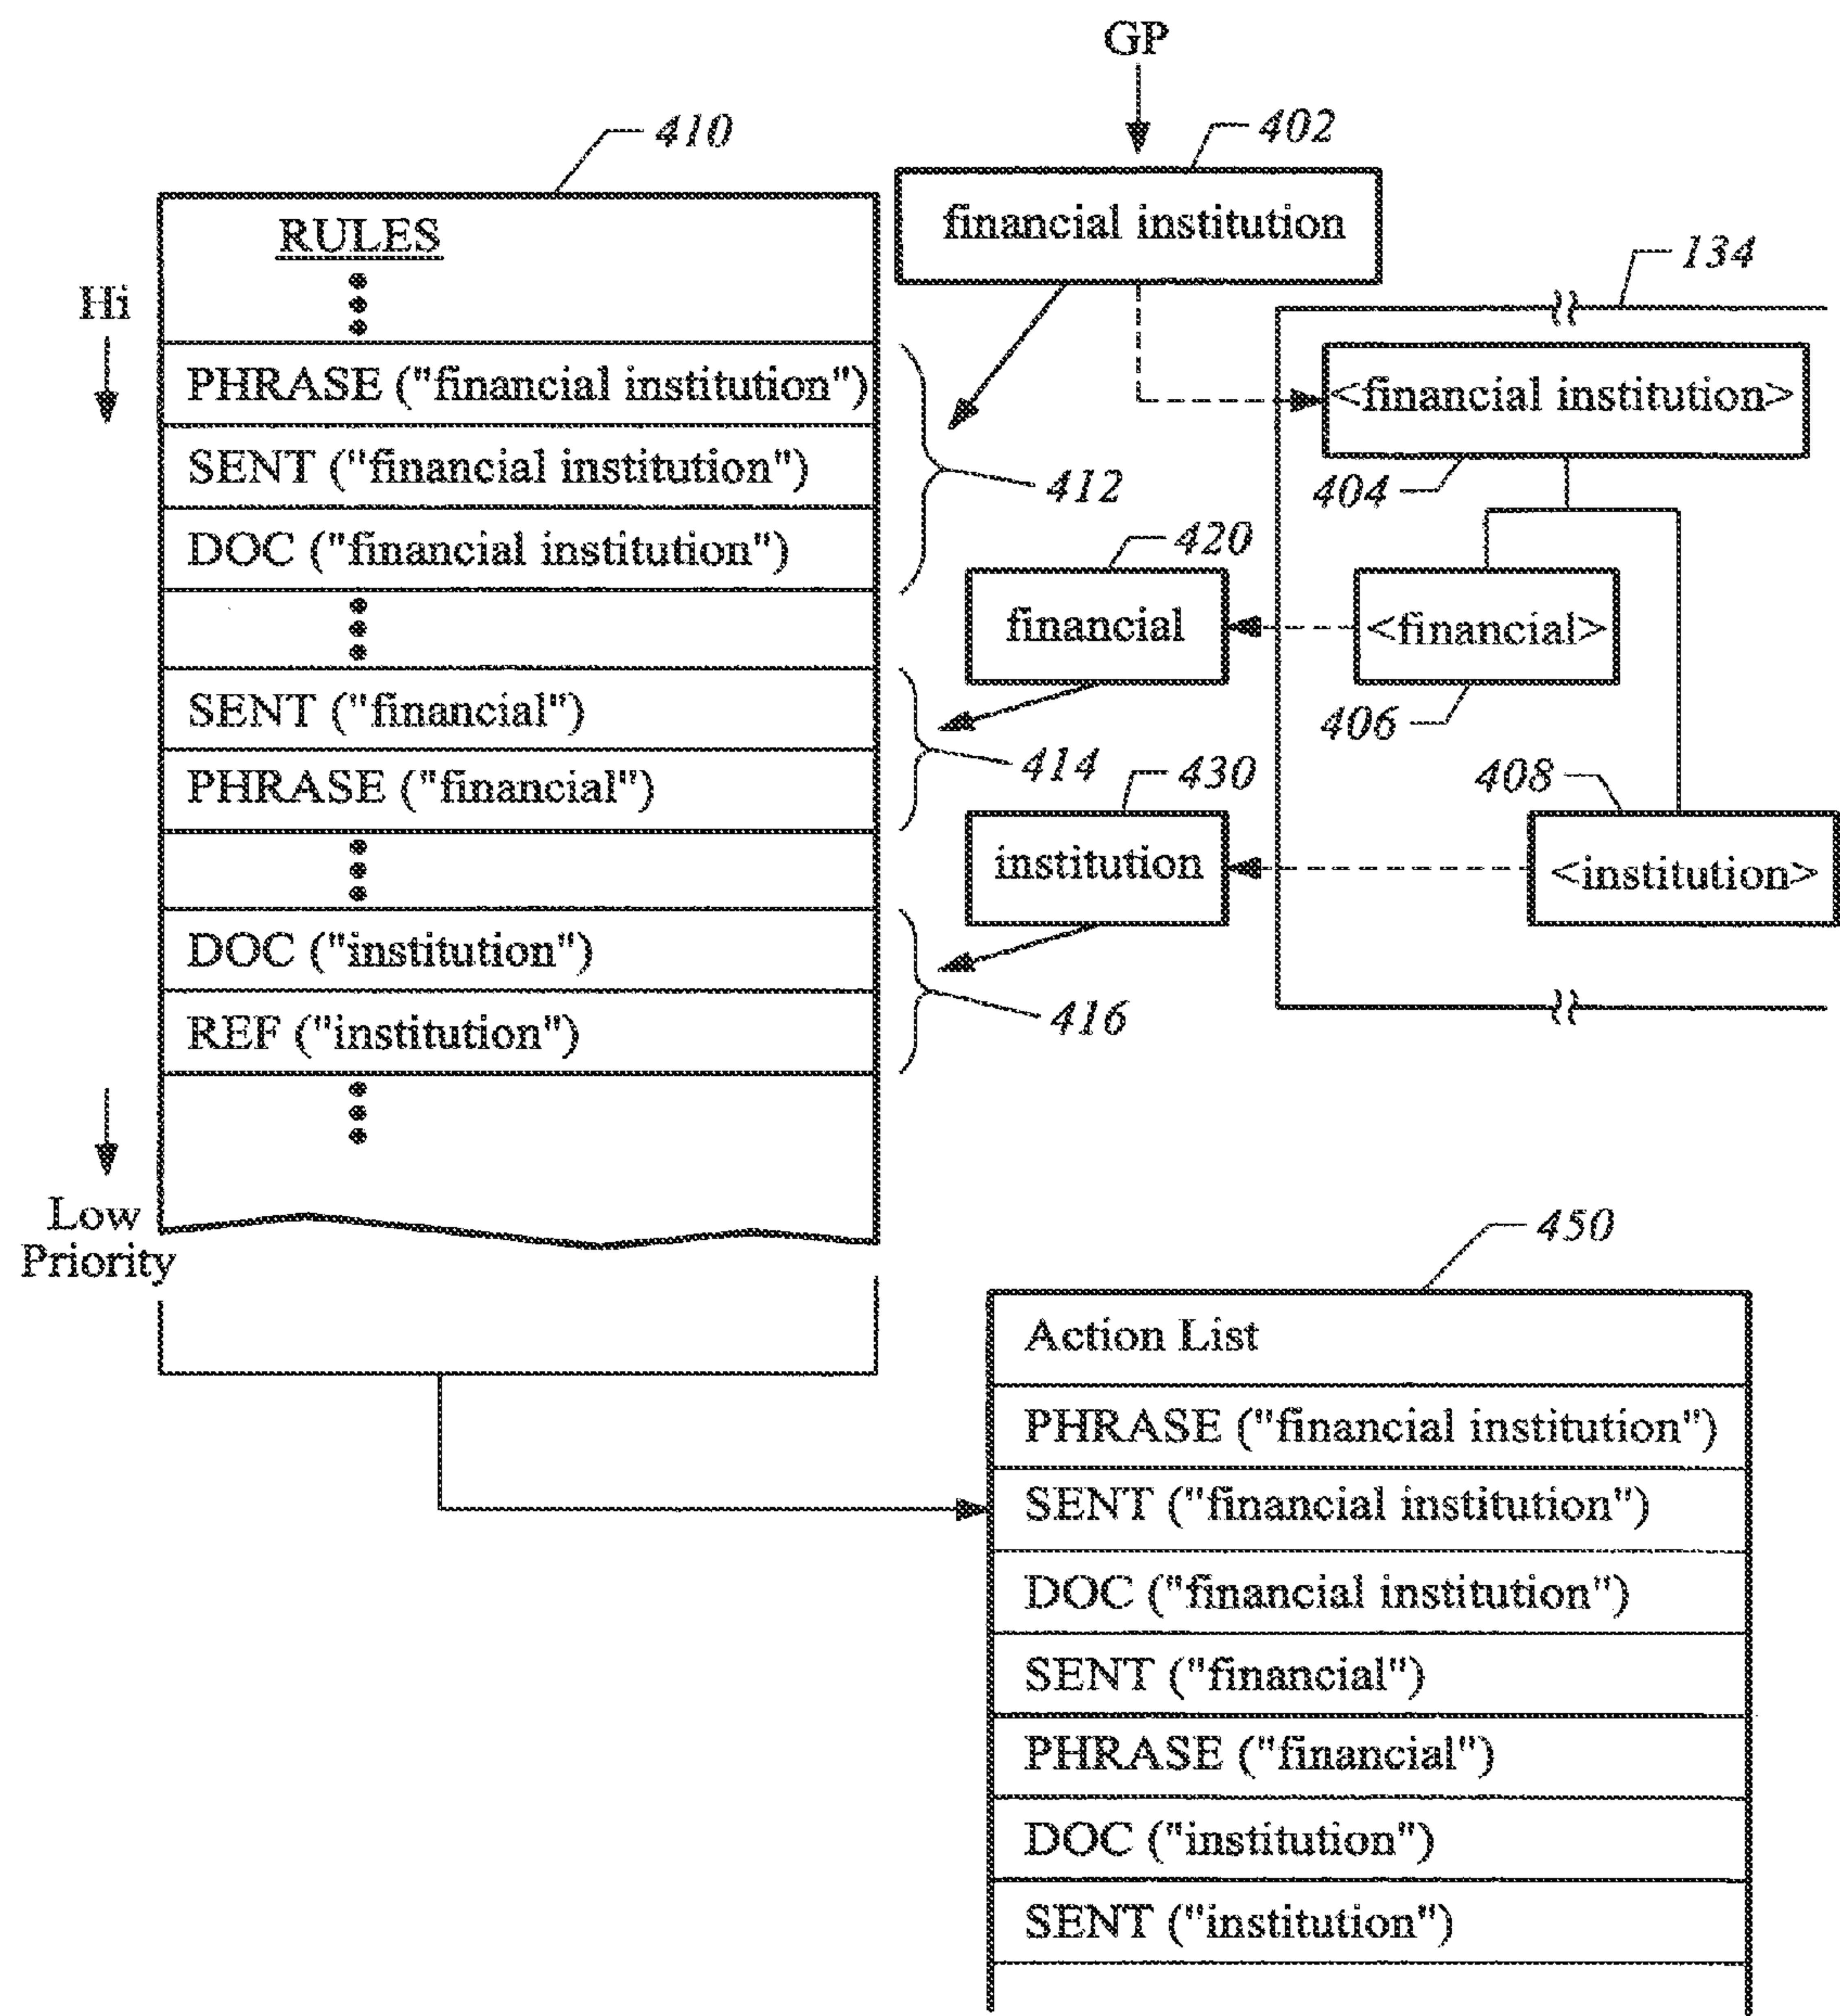 GP
410
402
RULES
financial institution
134
Hi
PHRASE ("financial institution")
<financial institution>
SENT ("financial institution")
412
404
DOC ("financial institution")
420
financial
<financial>
SENT ("financial")
406
414
430
408
PHRASE ("financial")
institution
<institution>
DOC ("institution")
416
REF ("institution")
Low
Priority
450
Action List
PHRASE ("financial institution")
SENT ("financial institution")
DOC ("financial institution")
SENT ("financial")
PHRASE ("financial")
DOC ("institution")
SENT ("institution")